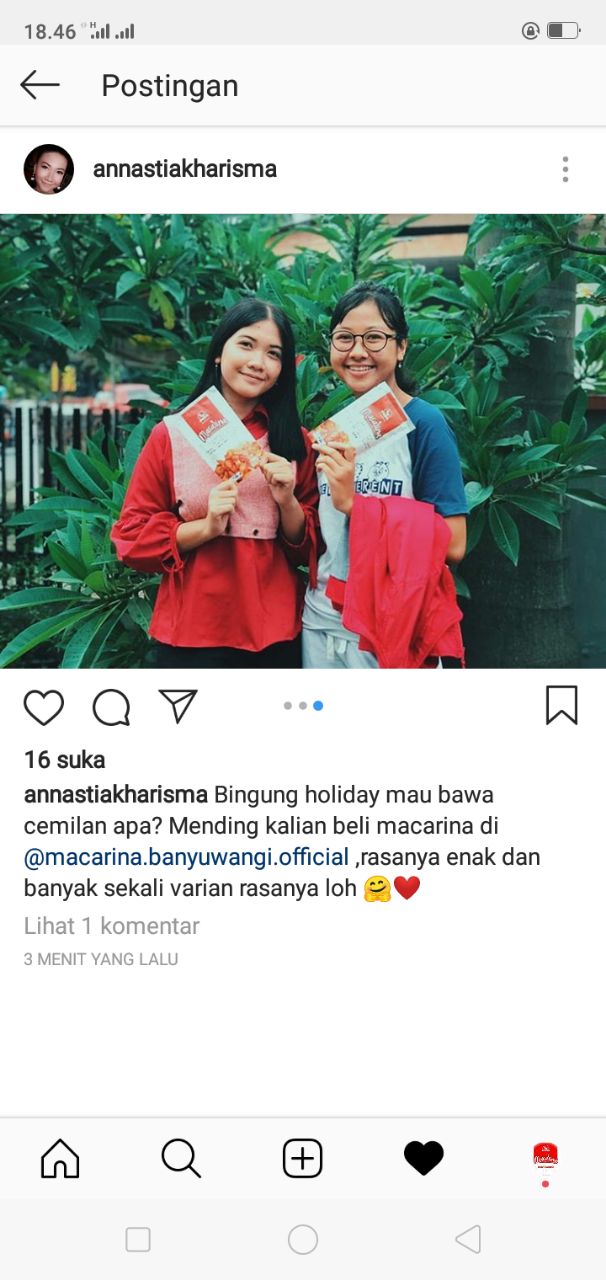 18.46
Postingan
annastiakharisma
16 suka
annastiakharisma Bingung holiday mau bawa
cemilan apa? Mending kalian beli macarina di
@macarina.banyuwangi.official ,rasanya enak dan
banyak sekali varian rasanya loh 🤗❤️
Lihat 1 komentar
3 MENIT YANG LALU